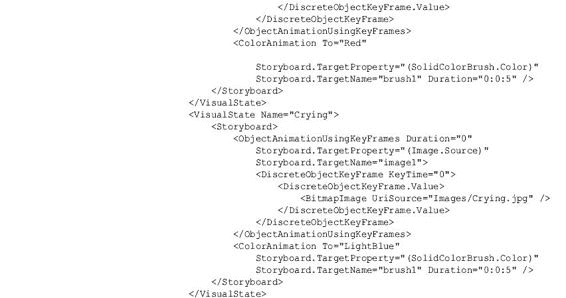 </DiscreteObjectKeyFrame.Value>
</DiscreteObjectKeyFrame>
</ObjectAnimationUsingKeyFrames>
<ColorAnimation To="Red"
Storyboard.TargetProperty="(SolidColorBrush.Color)"
Storyboard.TargetName="brush1" Duration="0:0:5" />
</Storyboard>
</VisualState>
<VisualState Name="Crying">
<Storyboard>
<ObjectAnimationUsingKeyFrames Duration="0"
Storyboard.TargetProperty="(Image.Source)"
Storyboard.TargetName="image1">
<DiscreteObjectKeyFrame KeyTime="0">
<DiscreteObjectKeyFrame.Value>
<BitmapImage UriSource="Images/Crying.jpg" />
</DiscreteObjectKeyFrame.Value>
</DiscreteObjectKeyFrame>
</ObjectAnimationUsingKeyFrames>
<ColorAnimation To="LightBlue"
Storyboard.TargetProperty="(SolidColorBrush.Color)"
Storyboard.TargetName="brush1" Duration="0:0:5" />
</Storyboard>
</VisualState>